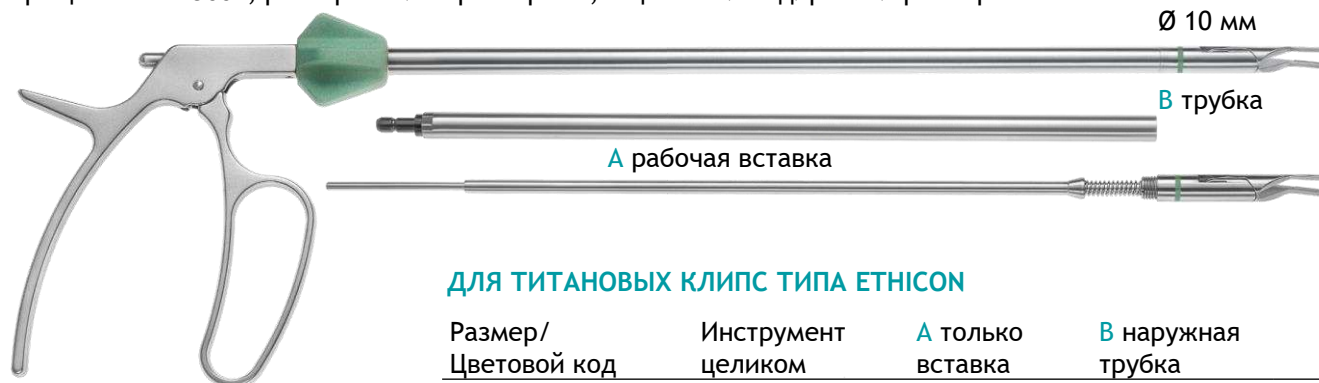 Ø 10 мм
B трубка
A рабочая вставка
ДЛЯ ТИТАНОВЫХ КЛИПС ТИПА ETHICON
Размер/ Инструмент A только B наружная
Цветовой код целиком вставка трубка